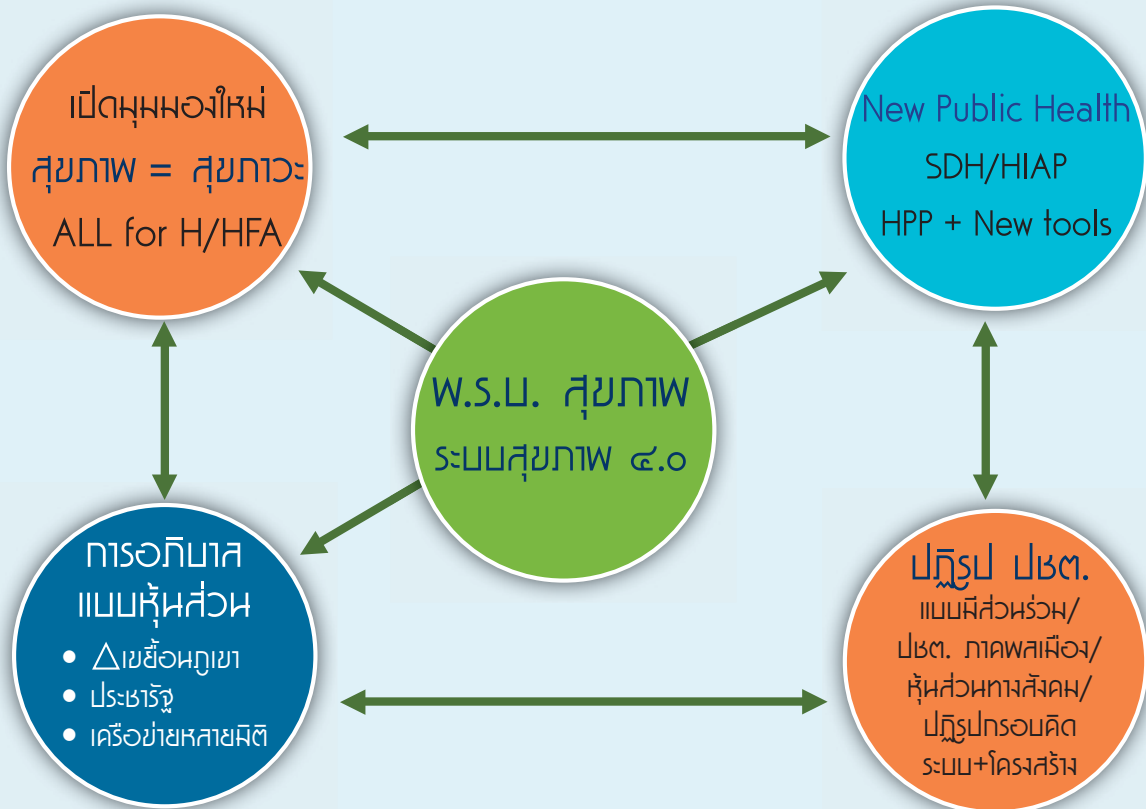 เปิดมุมมองใหม่
สุขภาพ = สุขภาวะ
ALL for H/HFA
New Public Health
SDH/HIAP
HPP + New tools
พ.ร.บ. สุขภาพ
ระบบสุขภาพ ๔.๐
การอภิบาล
แบบหุ้นส่วน
• △เขยื้อนภูเขา
• ประชารัฐ
• เครือข่ายหลายมิติ
ปฏิรูป ปชต.
แบบมีส่วนร่วม/
ปชต. ภาคพลเมือง/
หุ้นส่วนทางสังคม/
ปฏิรูปกรอบคิด
ระบบ+โครงสร้าง